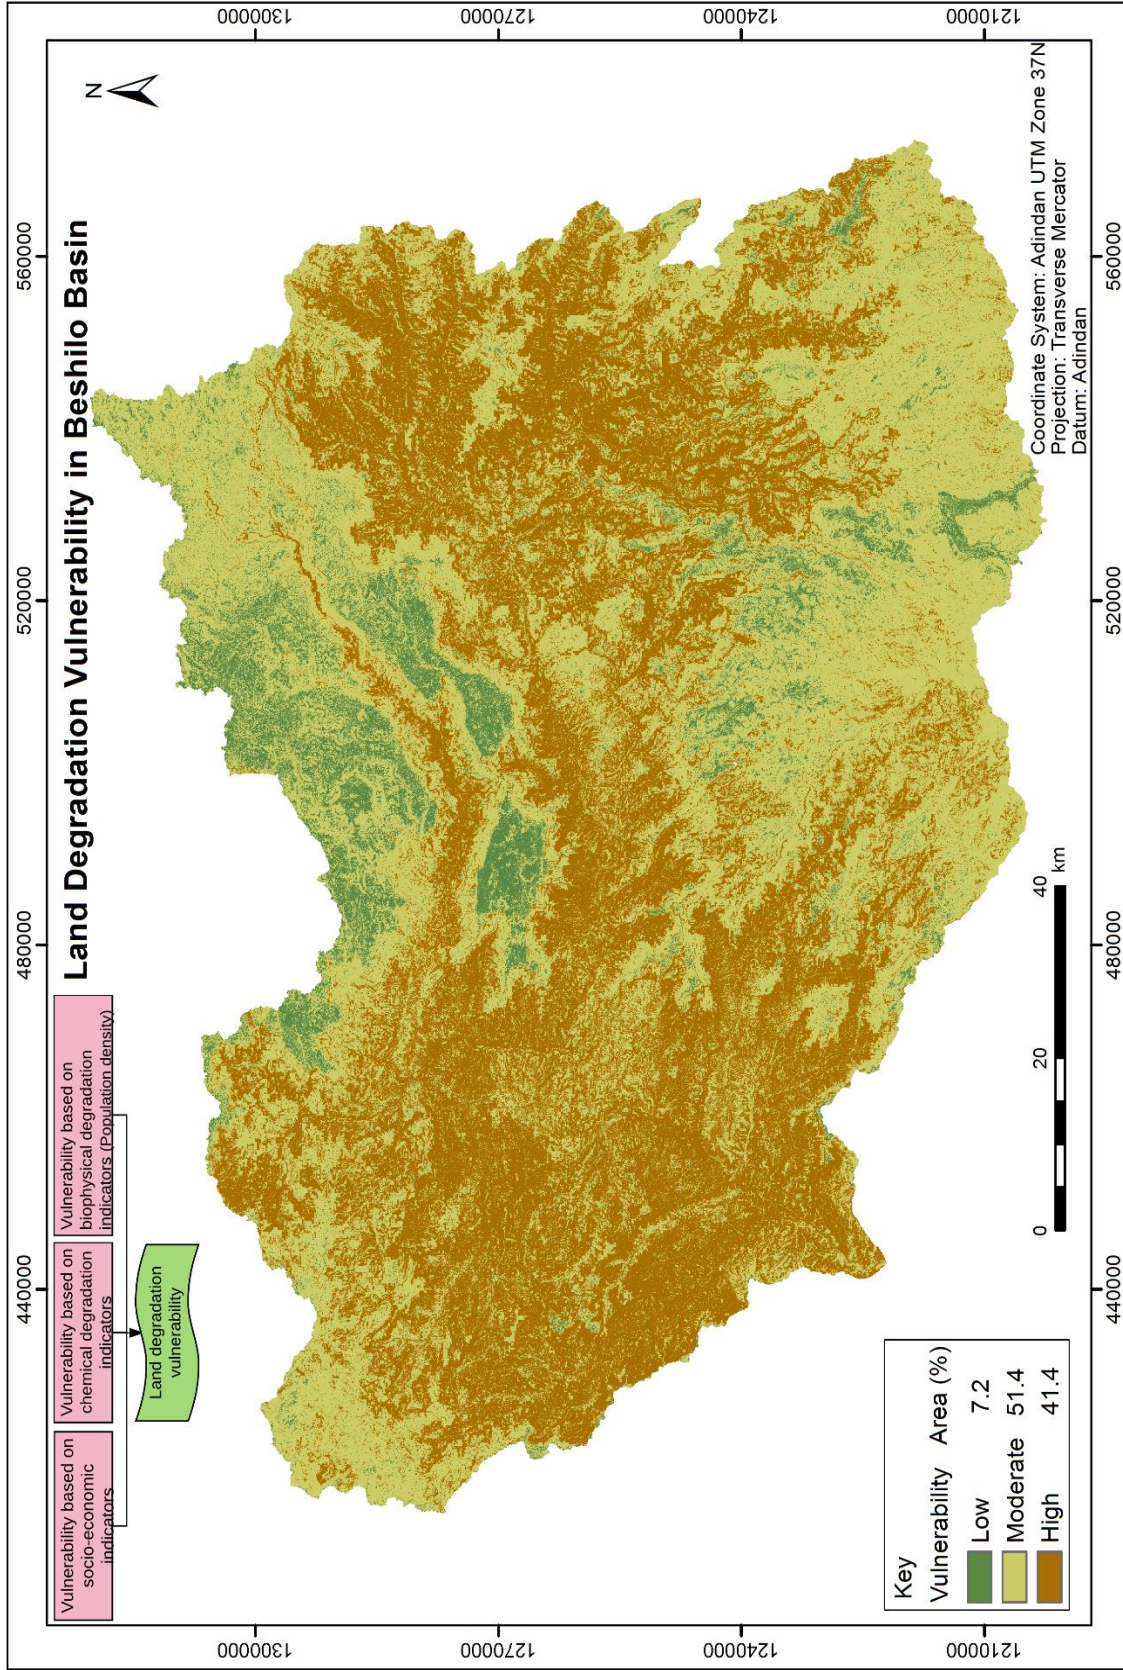 Land Degradation Vulnerability in Beshilo Basin
Vulnerability based on
socio-economic
indicators
Vulnerability based on
chemical degradation
indicators
Vulnerability based on
biophysical degradation
indicators (Population density)
Land degradation
vulnerability
N
440000
480000
520000
560000
1300000
1270000
1240000
1210000
1300000
1270000
1240000
1210000
440000
480000
520000
560000
Key
Vulnerability Area (%)
Low 7.2
Moderate 51.4
High 41.4
0 20 40
km
Coordinate System: Adindan UTM Zone 37N
Projection: Transverse Mercator
Datum: Adindan